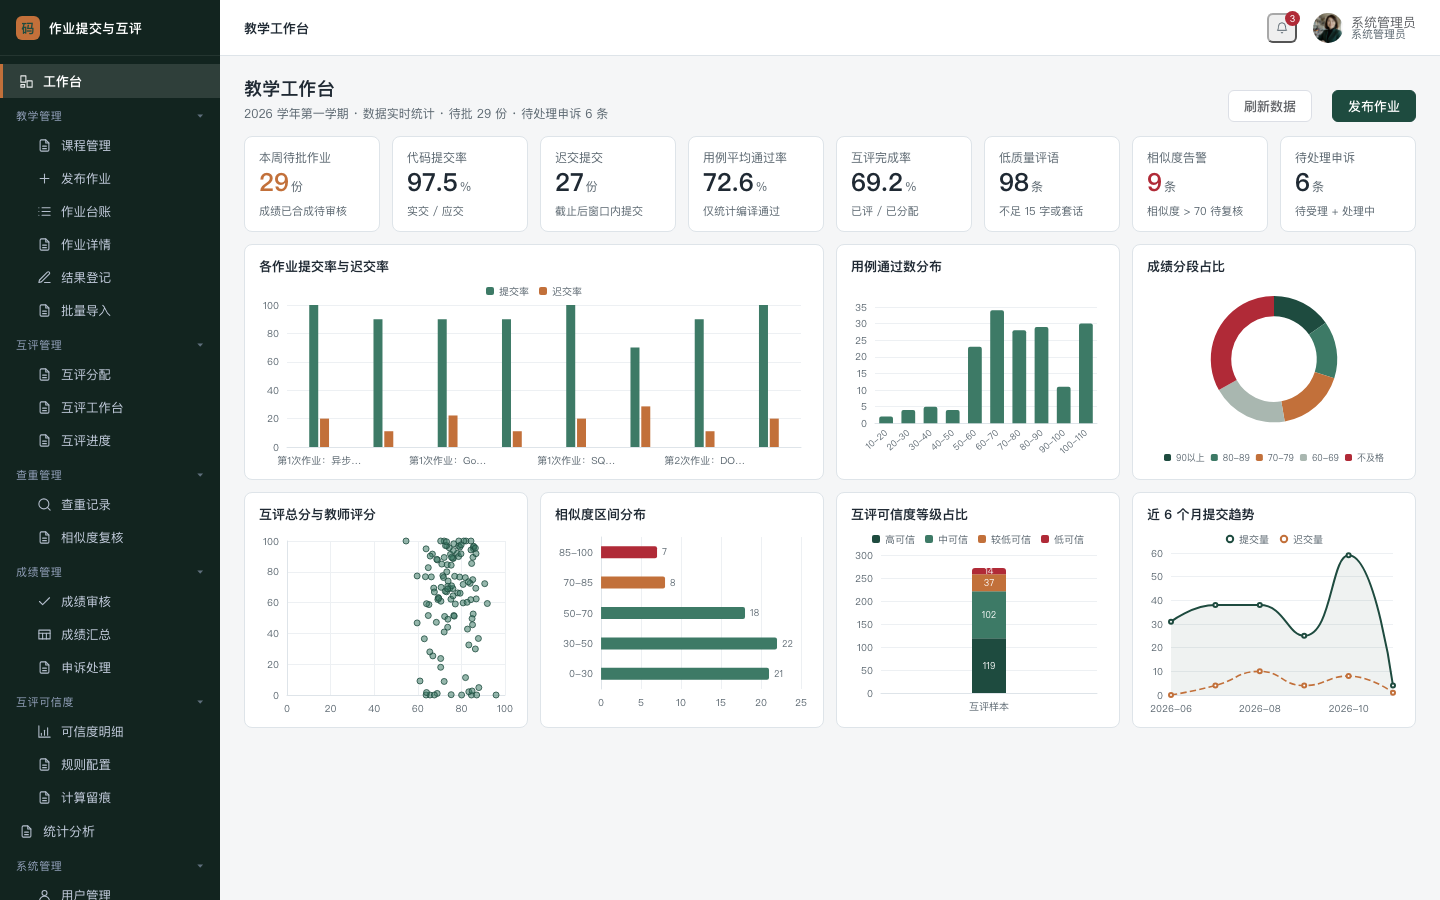 码 作业提交与互评
工作台
教学管理
课程管理
发布作业
作业台账
作业详情
结果登记
批量导入
互评管理
互评分配
互评工作台
互评进度
查重管理
查重记录
相似度复核
成绩管理
成绩审核
成绩汇总
申诉处理
互评可信度
可信度明细
规则配置
计算留痕
统计分析
系统管理
用户管理
教学工作台
3
系统管理员
系统管理员
教学工作台
2026 学年第一学期 · 数据实时统计 · 待批 29 份 · 待处理申诉 6 条
刷新数据
发布作业
本周待批作业
29 份
成绩已合成待审核
代码提交率
97.5 %
实交 / 应交
迟交提交
27 份
截止后窗口内提交
用例平均通过率
72.6 %
仅统计编译通过
互评完成率
69.2 %
已评 / 已分配
低质量评语
98 条
不足 15 字或套话
相似度告警
9 条
相似度 > 70 待复核
待处理申诉
6 条
待受理 + 处理中
各作业提交率与迟交率
提交率 迟交率
100
80
60
40
20
0
第1次作业：异步... 第1次作业：Go... 第1次作业：SQ... 第2次作业：DO...
用例通过数分布
35
30
25
20
15
10
5
0
10-20 20-30 30-40 40-50 50-60 60-70 70-80 80-90 90-100 100-110
成绩分段占比
90以上 80-89 70-79 60-69 不及格
互评总分与教师评分
100
80
60
40
20
0
0 20 40 60 80 100
相似度区间分布
85-100 7
70-85 8
50-70 18
30-50 22
0-30 21
0 5 10 15 20 25
互评可信度等级占比
高可信 中可信 较低可信 低可信
300
250
200
150
100
50
0
14
37
102
119
互评样本
近 6 个月提交趋势
提交量 迟交量
60
50
40
30
20
10
0
2026-06 2026-08 2026-10